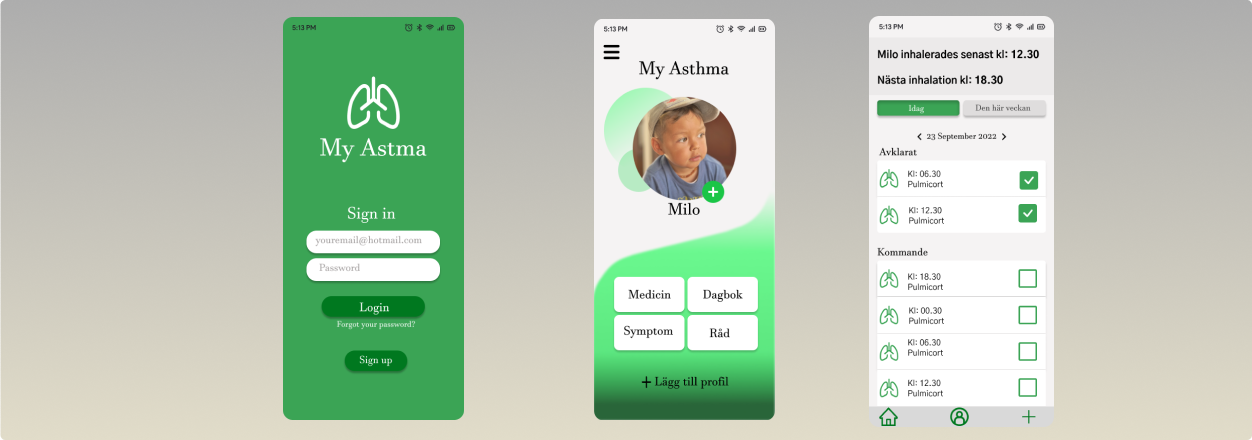 5:13 PM
My Astma
Sign in
youremail@hotmail.com
Password
Login
Forgot your password?
Sign up
5:13 PM
My Asthma
Milo
Medicin
Dagbok
Symptom
Råd
+ Lägg till profil
5:13 PM
Milo inhalerades senast kl: 12.30
Nästa inhalation kl: 18.30
Idag
Den här veckan
23 September 2022
Avklarat
Kl: 06.30
Pulmicort
Kl: 12.30
Pulmicort
Kommande
Kl: 18.30
Pulmicort
Kl: 00.30
Pulmicort
Kl: 06.30
Pulmicort
Kl: 12.30
Pulmicort